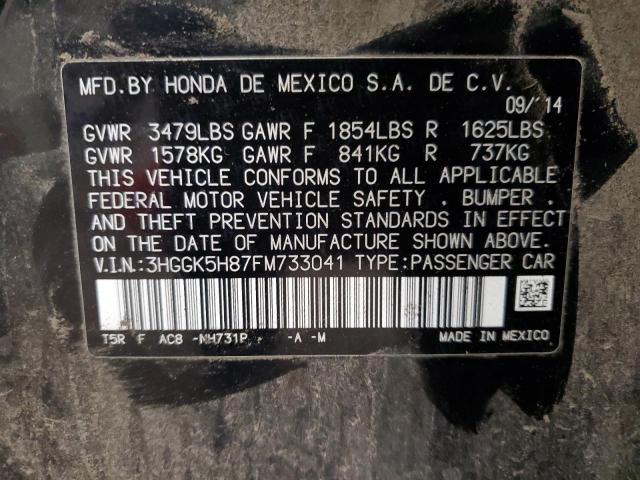 MFD.BY HONDA DE MEXICO S.A. DE C.V.
09/'14
GVWR 3479LBS GAWR F 1854LBS R 1625LBS
GVWR 1578KG GAWR F 841KG R 737KG
THIS VEHICLE CONFORMS TO ALL APPLICABLE
FEDERAL MOTOR VEHICLE SAFETY . BUMPER .
AND THEFT PREVENTION STANDARDS IN EFFECT
ON THE DATE OF MANUFACTURE SHOWN ABOVE.
V.I.N.:3HGGK5H87FM733041 TYPE:PASSENGER CAR
T5R F AC8 -NH731P - -A -M
MADE IN MEXICO